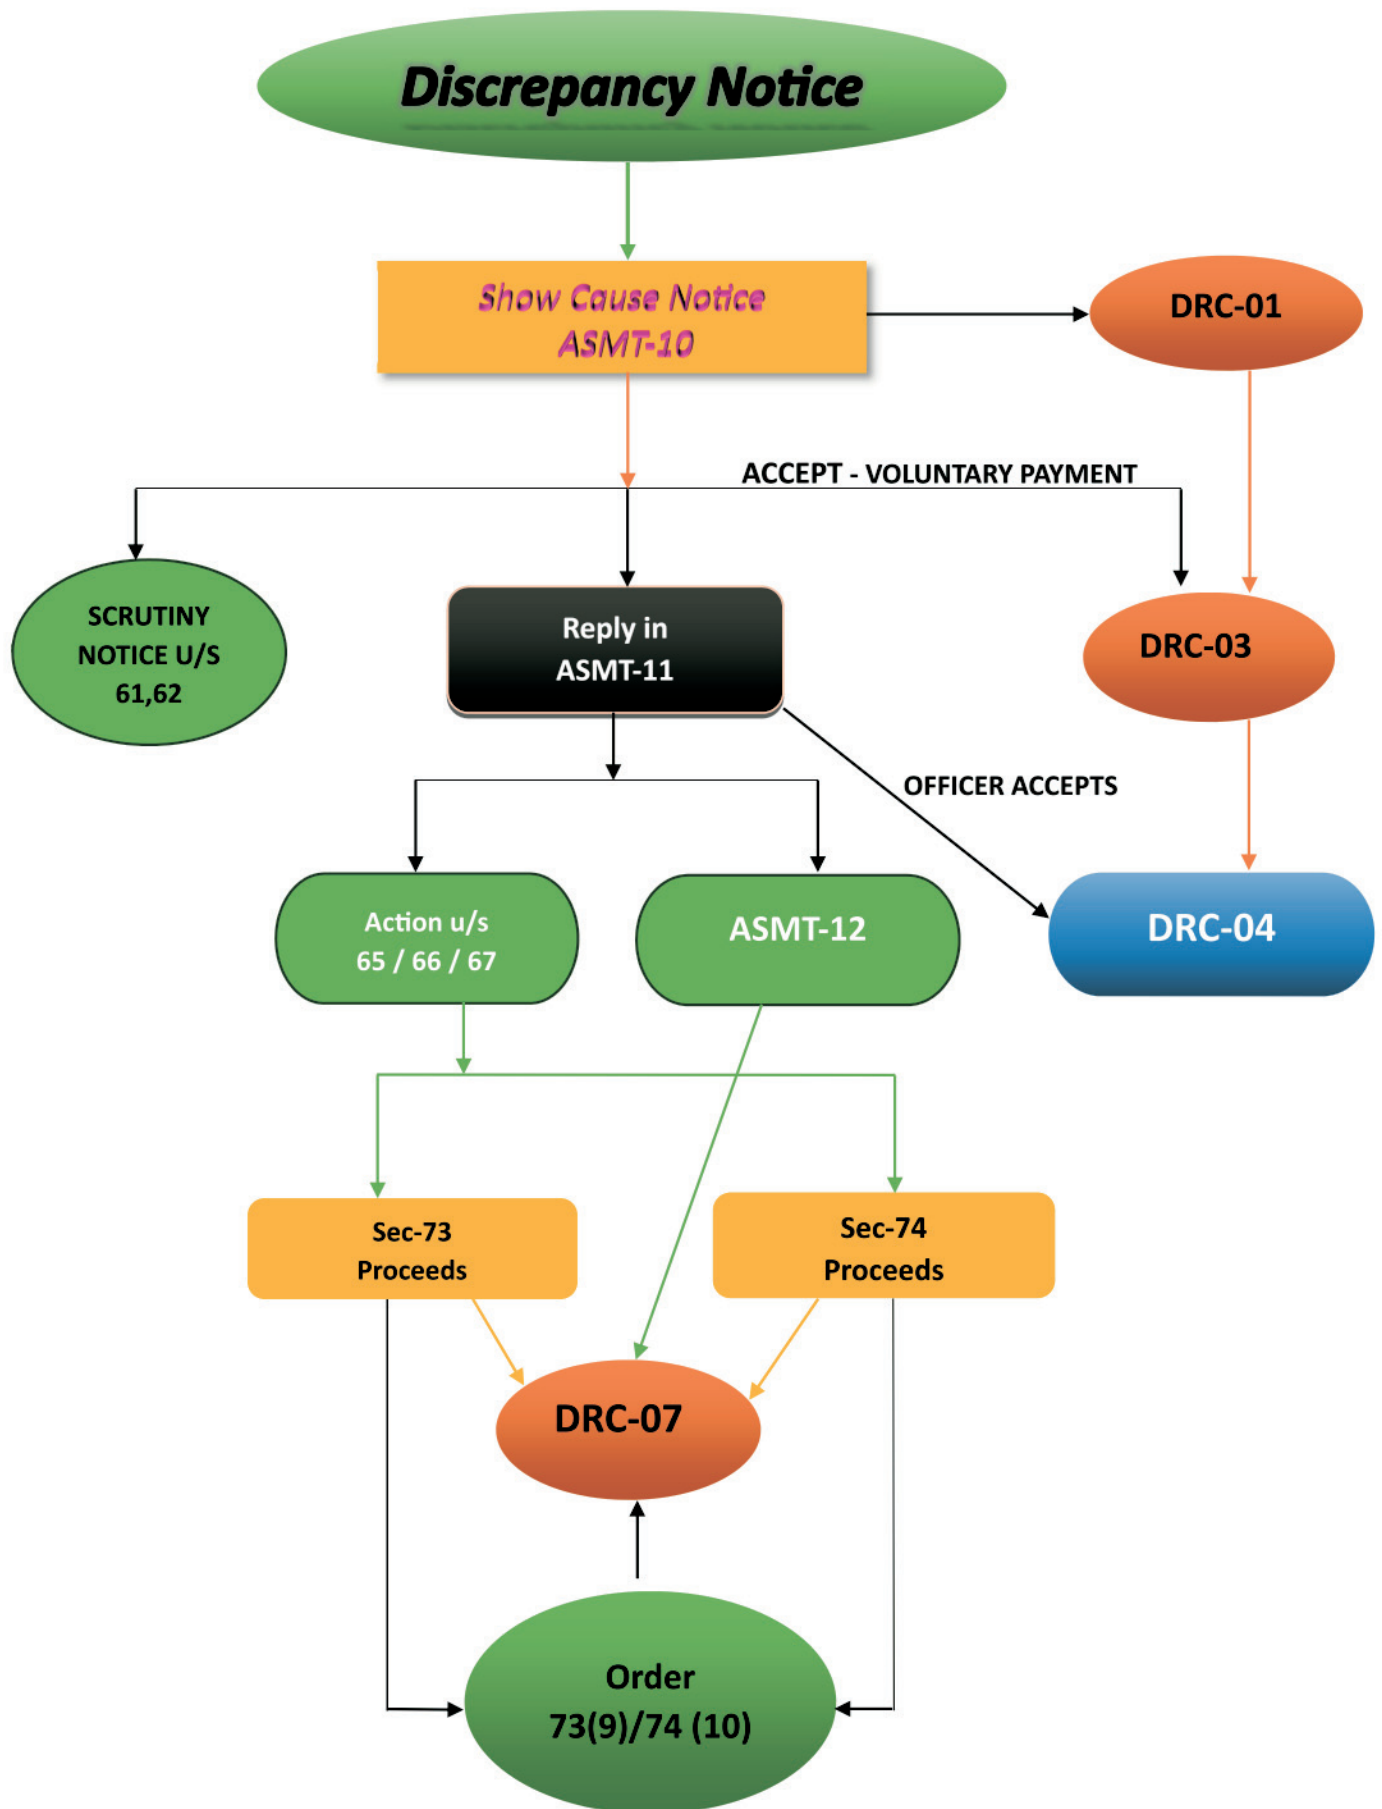 Discrepancy Notice
Show Cause Notice
ASMT-10
DRC-01
ACCEPT - VOLUNTARY PAYMENT
SCRUTINY
NOTICE U/S
61,62
Reply in
ASMT-11
DRC-03
OFFICER ACCEPTS
Action u/s
65 / 66 / 67
ASMT-12
DRC-04
Sec-73
Proceeds
Sec-74
Proceeds
DRC-07
Order
73(9)/74 (10)